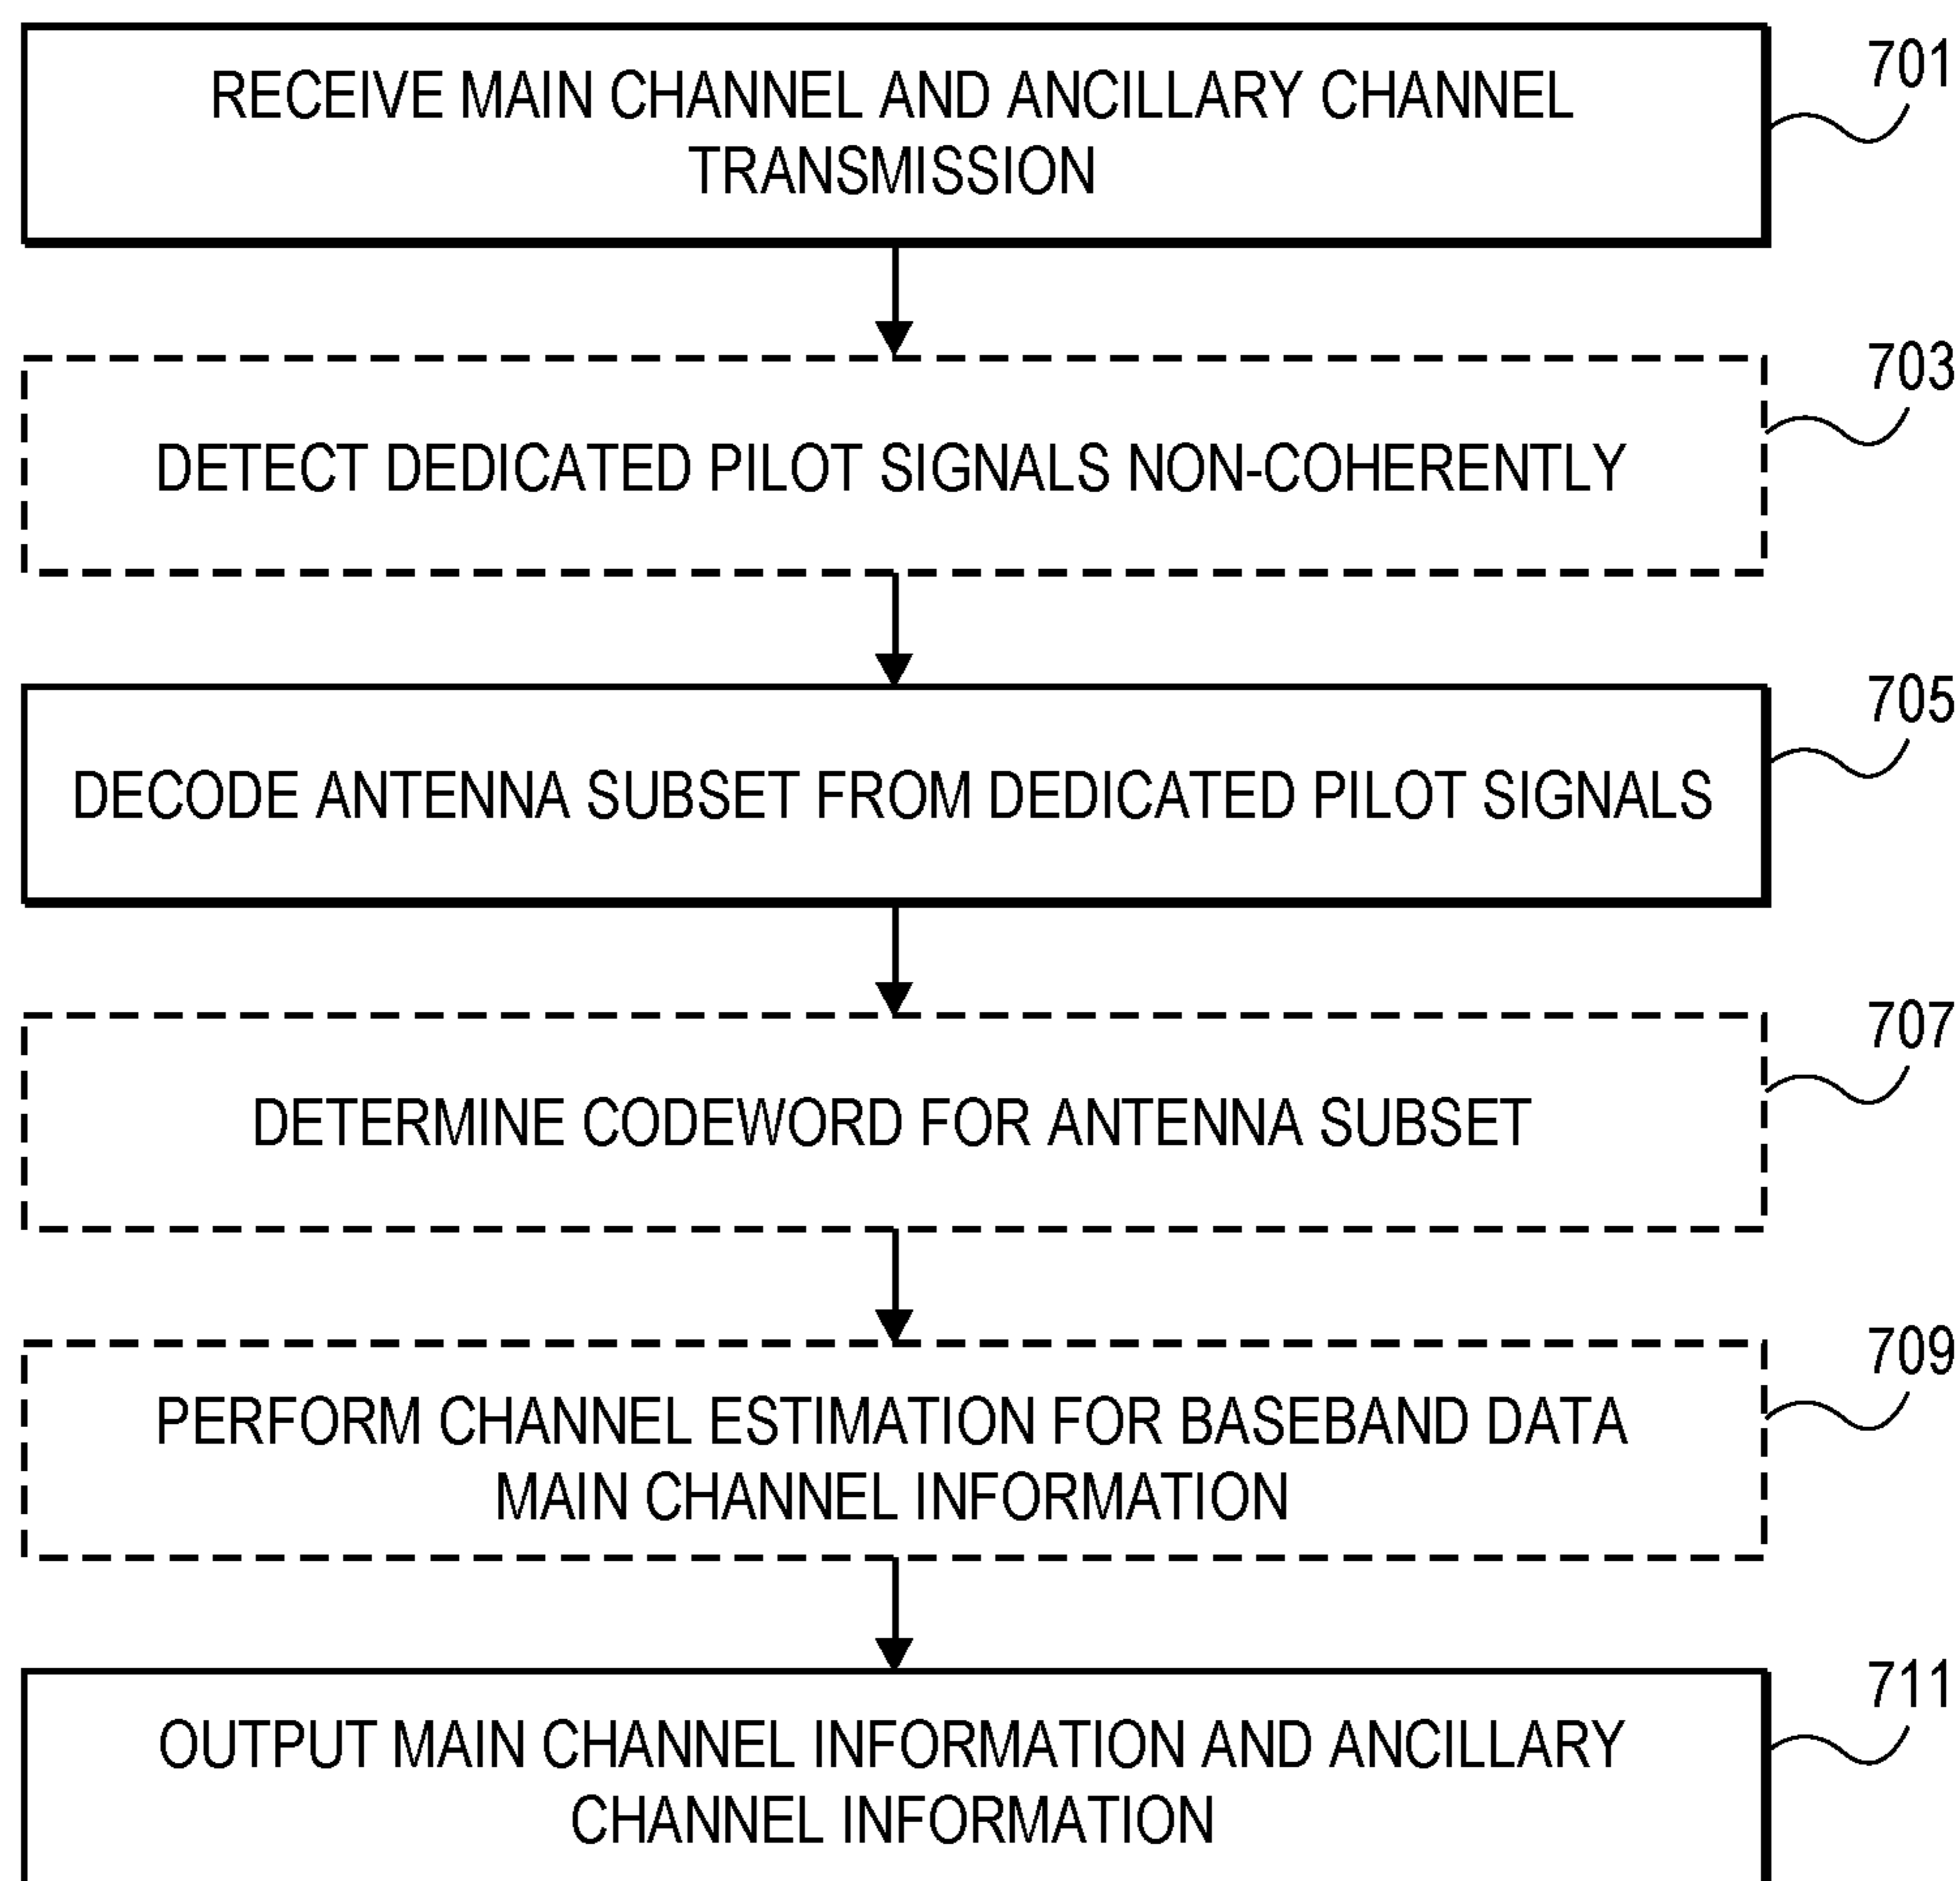 701
RECEIVE MAIN CHANNEL AND ANCILLARY CHANNEL
TRANSMISSION
703
DETECT DEDICATED PILOT SIGNALS NON-COHERENTLY
705
DECODE ANTENNA SUBSET FROM DEDICATED PILOT SIGNALS
707
DETERMINE CODEWORD FOR ANTENNA SUBSET
709
PERFORM CHANNEL ESTIMATION FOR BASEBAND DATA
MAIN CHANNEL INFORMATION
711
OUTPUT MAIN CHANNEL INFORMATION AND ANCILLARY
CHANNEL INFORMATION